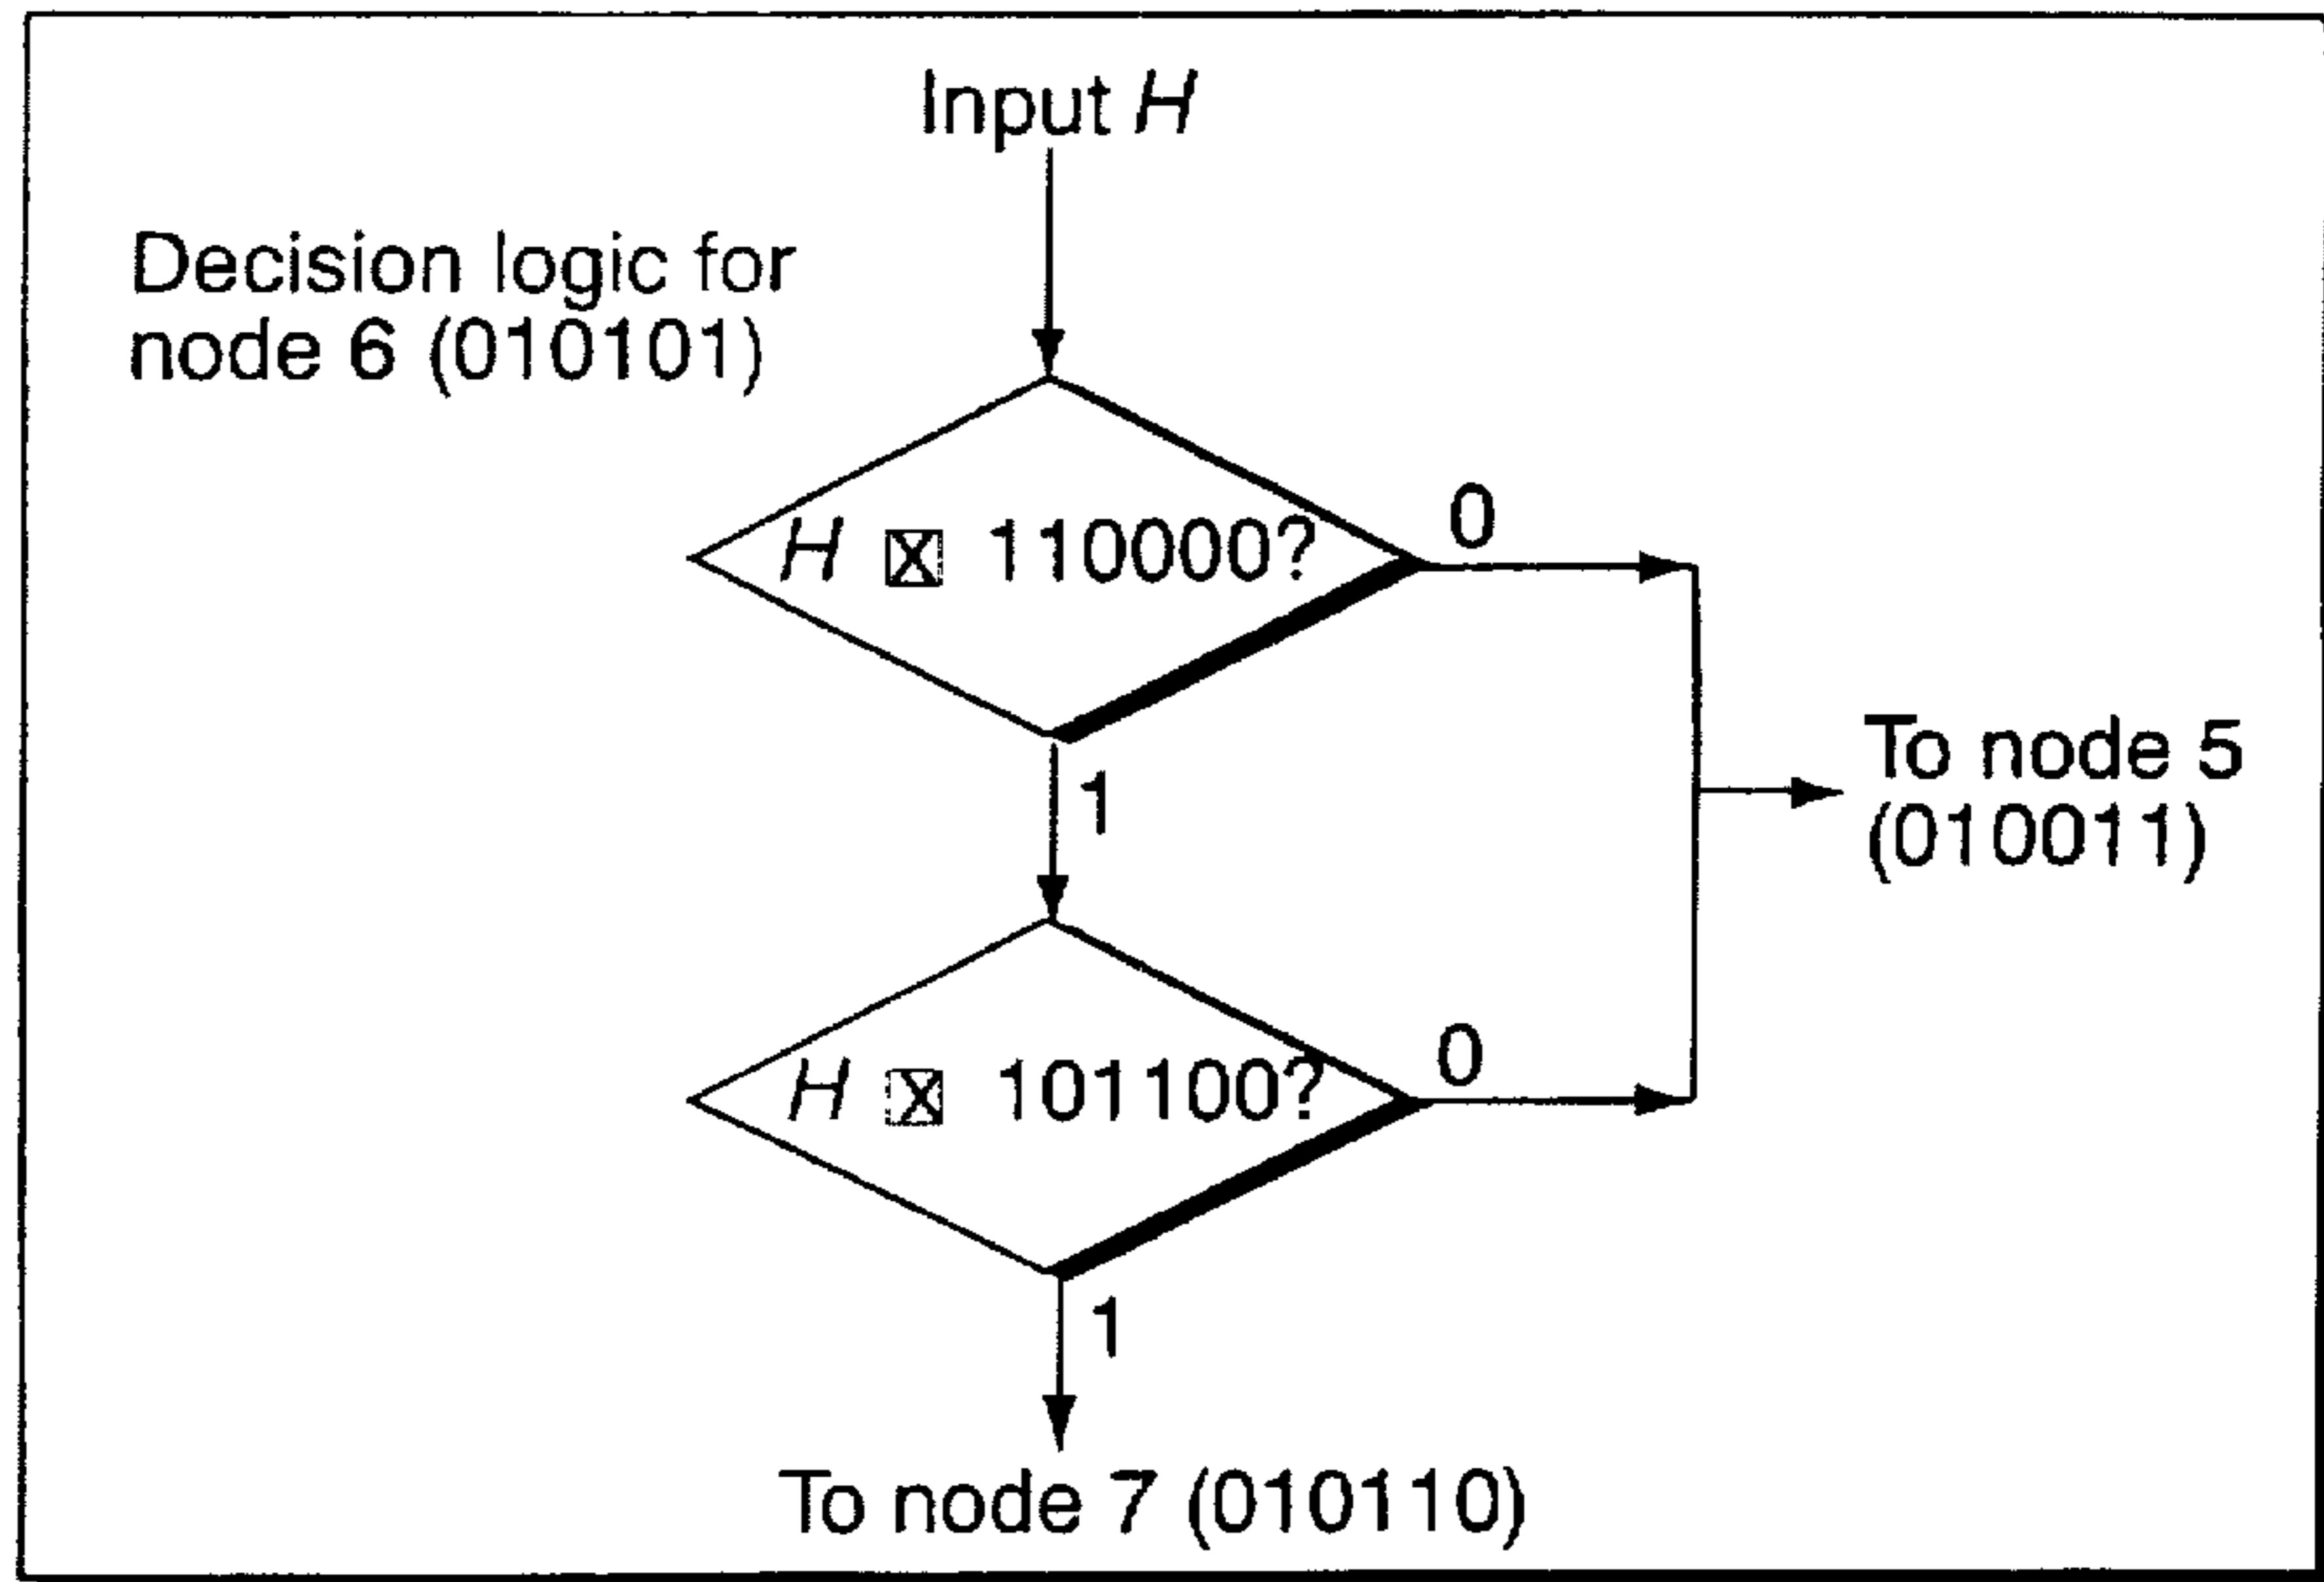 Input H
Decision logic for
node 6 (010101)
H ☒ 110000?
0
1
To node 5
(010011)
H ☒ 101100?
0
1
To node 7 (010110)